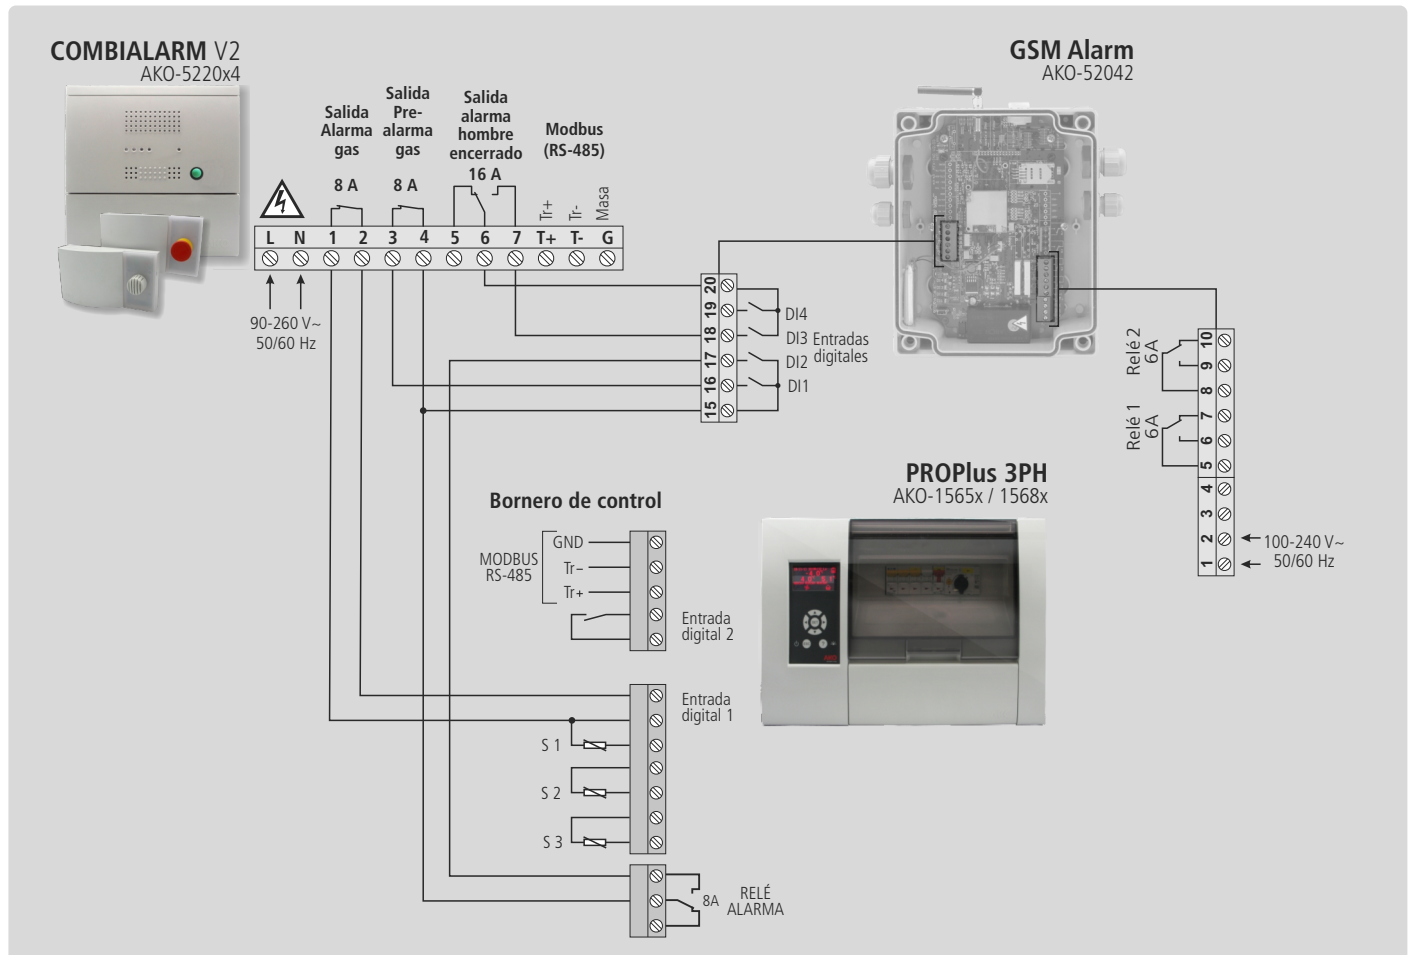 COMBIALARM V2
AKO-5220x4
GSM Alarm
AKO-52042
Salida
Alarma
gas
8 A
Salida
Pre-
alarma
gas
8 A
Salida
alarma
hombre
encerrado
16 A
Modbus
(RS-485)
Tr+
Tr-
Masa
L N 1 2 3 4 5 6 7 T+ T- G
90-260 V~
50/60 Hz
20
19
18
17
16
15
DI4
DI3
DI2
DI1
Entradas
digitales
Relé 2
6A
Relé 1
6A
10
9
8
7
6
5
4
3
2
1
100-240 V~
50/60 Hz
PROPlus 3PH
AKO-1565x / 1568x
Bornero de control
MODBUS
RS-485
GND
Tr−
Tr+
Entrada
digital 2
Entrada
digital 1
S 1
S 2
S 3
8A
RELÉ
ALARMA